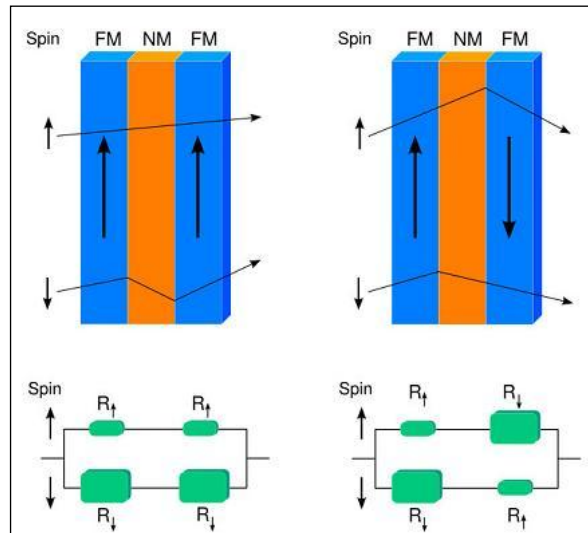 Spin FM NM FM
Spin FM NM FM
Spin R↑ R↑
R↓ R↓
Spin R↑ R↓
R↓ R↑